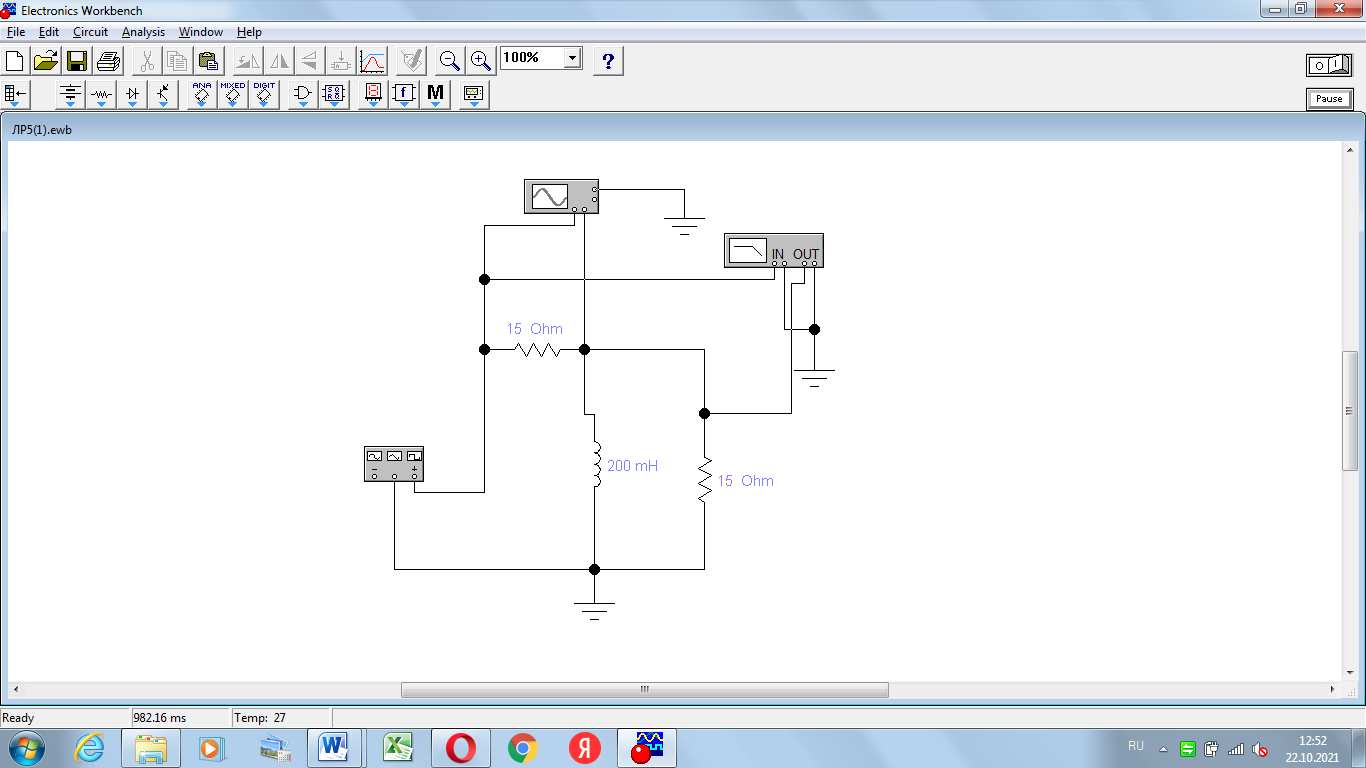 Electronics Workbench
File Edit Circuit Analysis Window Help
100%
?
O I
ANA MIXED DIGIT
f M
Pause
ЛР5(1).ewb
IN OUT
15 Ohm
200 mH
15 Ohm
Ready 982.16 ms Temp: 27
RU
12:52
22.10.2021